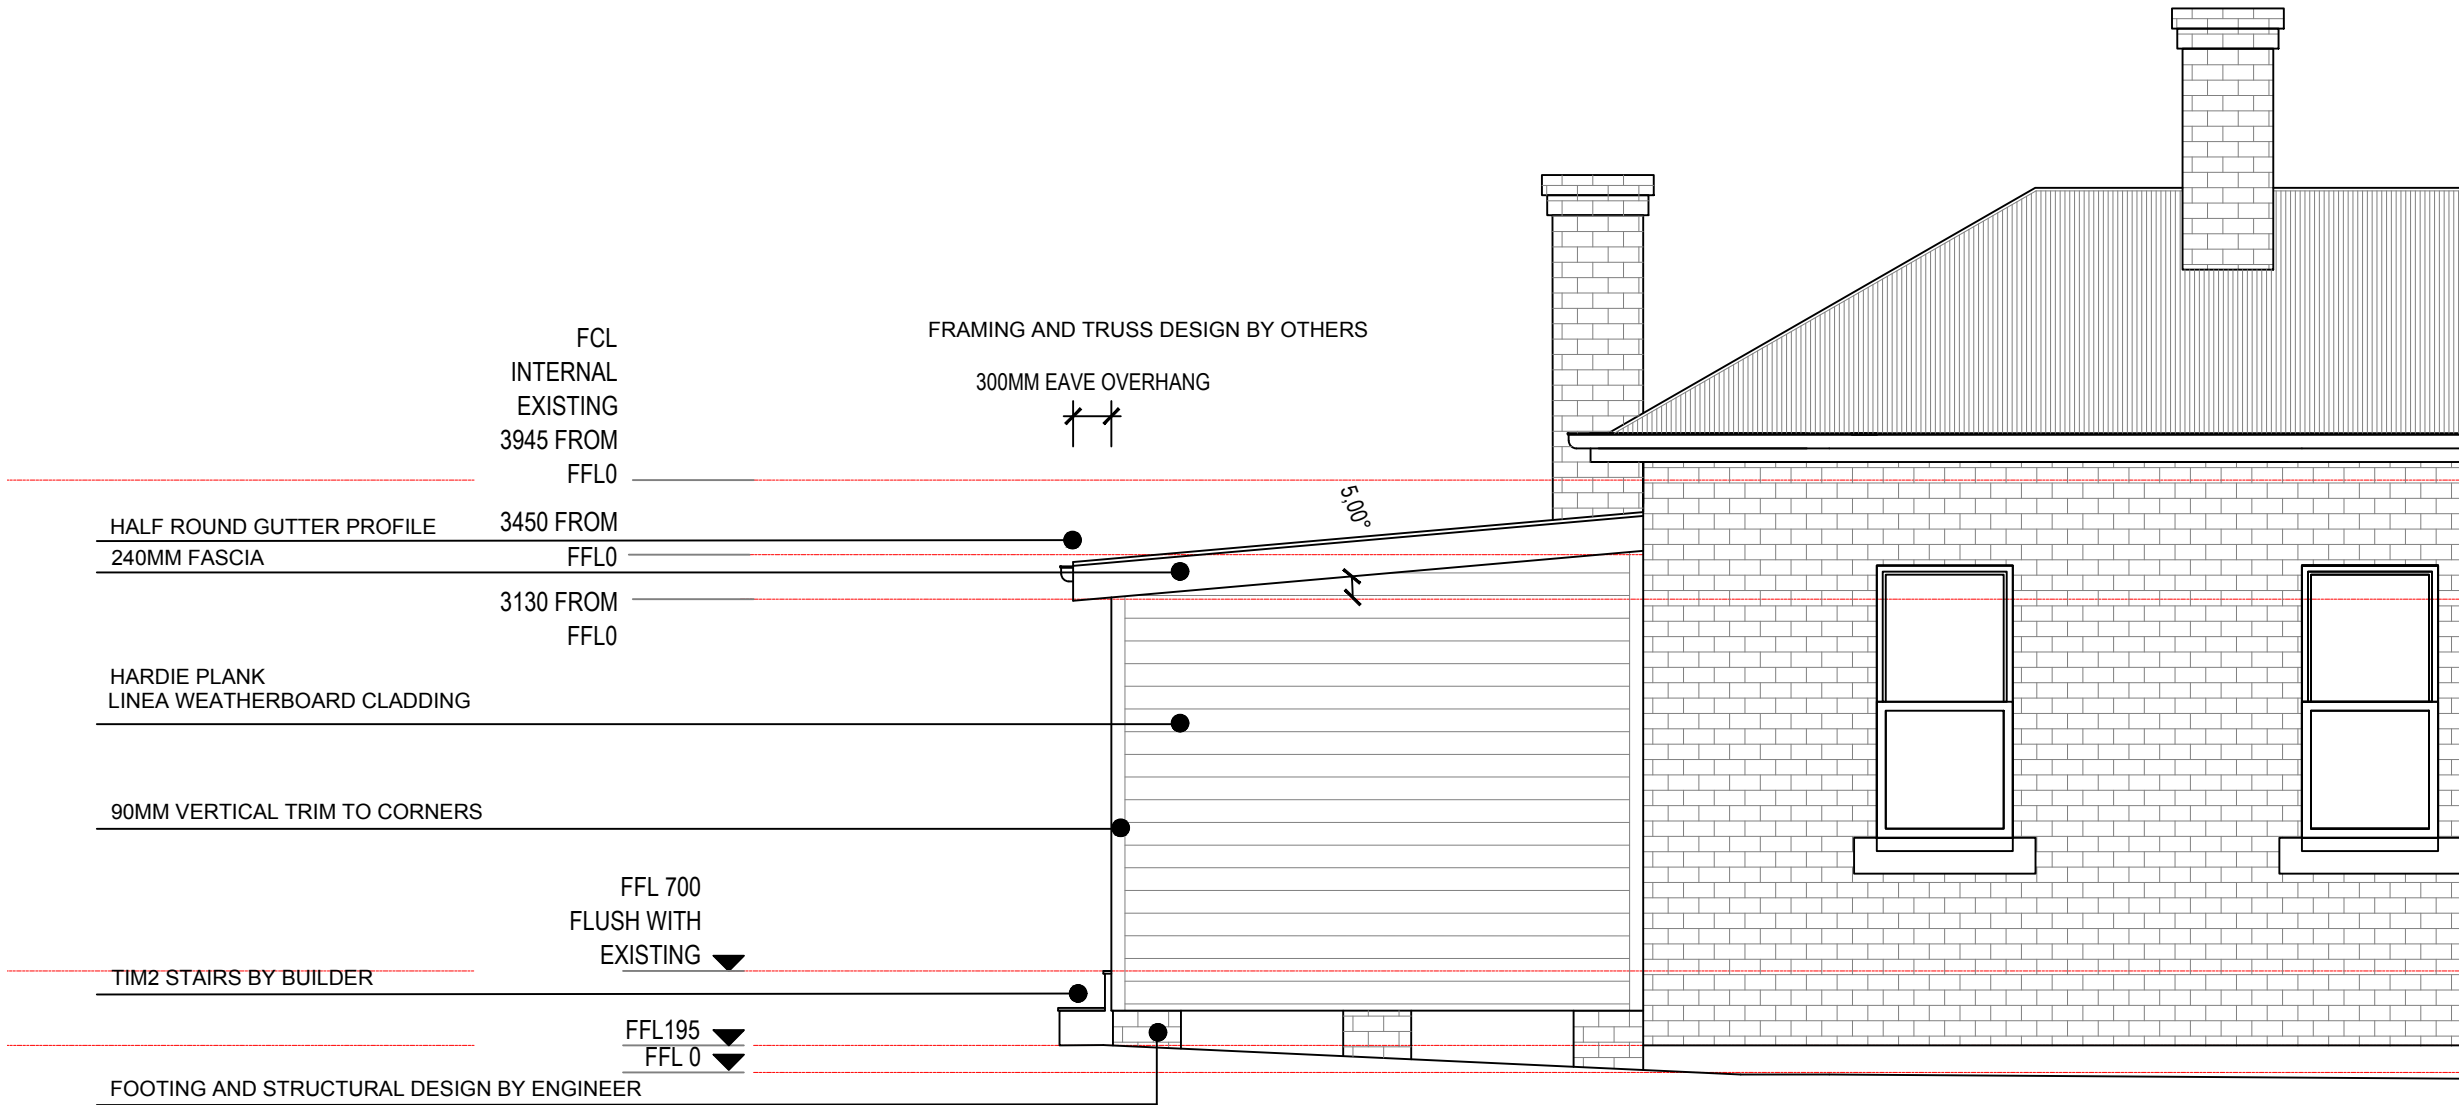 FCL
INTERNAL
EXISTING
3945 FROM
FFL0
FRAMING AND TRUSS DESIGN BY OTHERS
300MM EAVE OVERHANG
5,00°
HALF ROUND GUTTER PROFILE
3450 FROM
FFL0
240MM FASCIA
3130 FROM
FFL0
HARDIE PLANK
LINEA WEATHERBOARD CLADDING
90MM VERTICAL TRIM TO CORNERS
FFL 700
FLUSH WITH
EXISTING
TIM2 STAIRS BY BUILDER
FFL195
FFL 0
FOOTING AND STRUCTURAL DESIGN BY ENGINEER